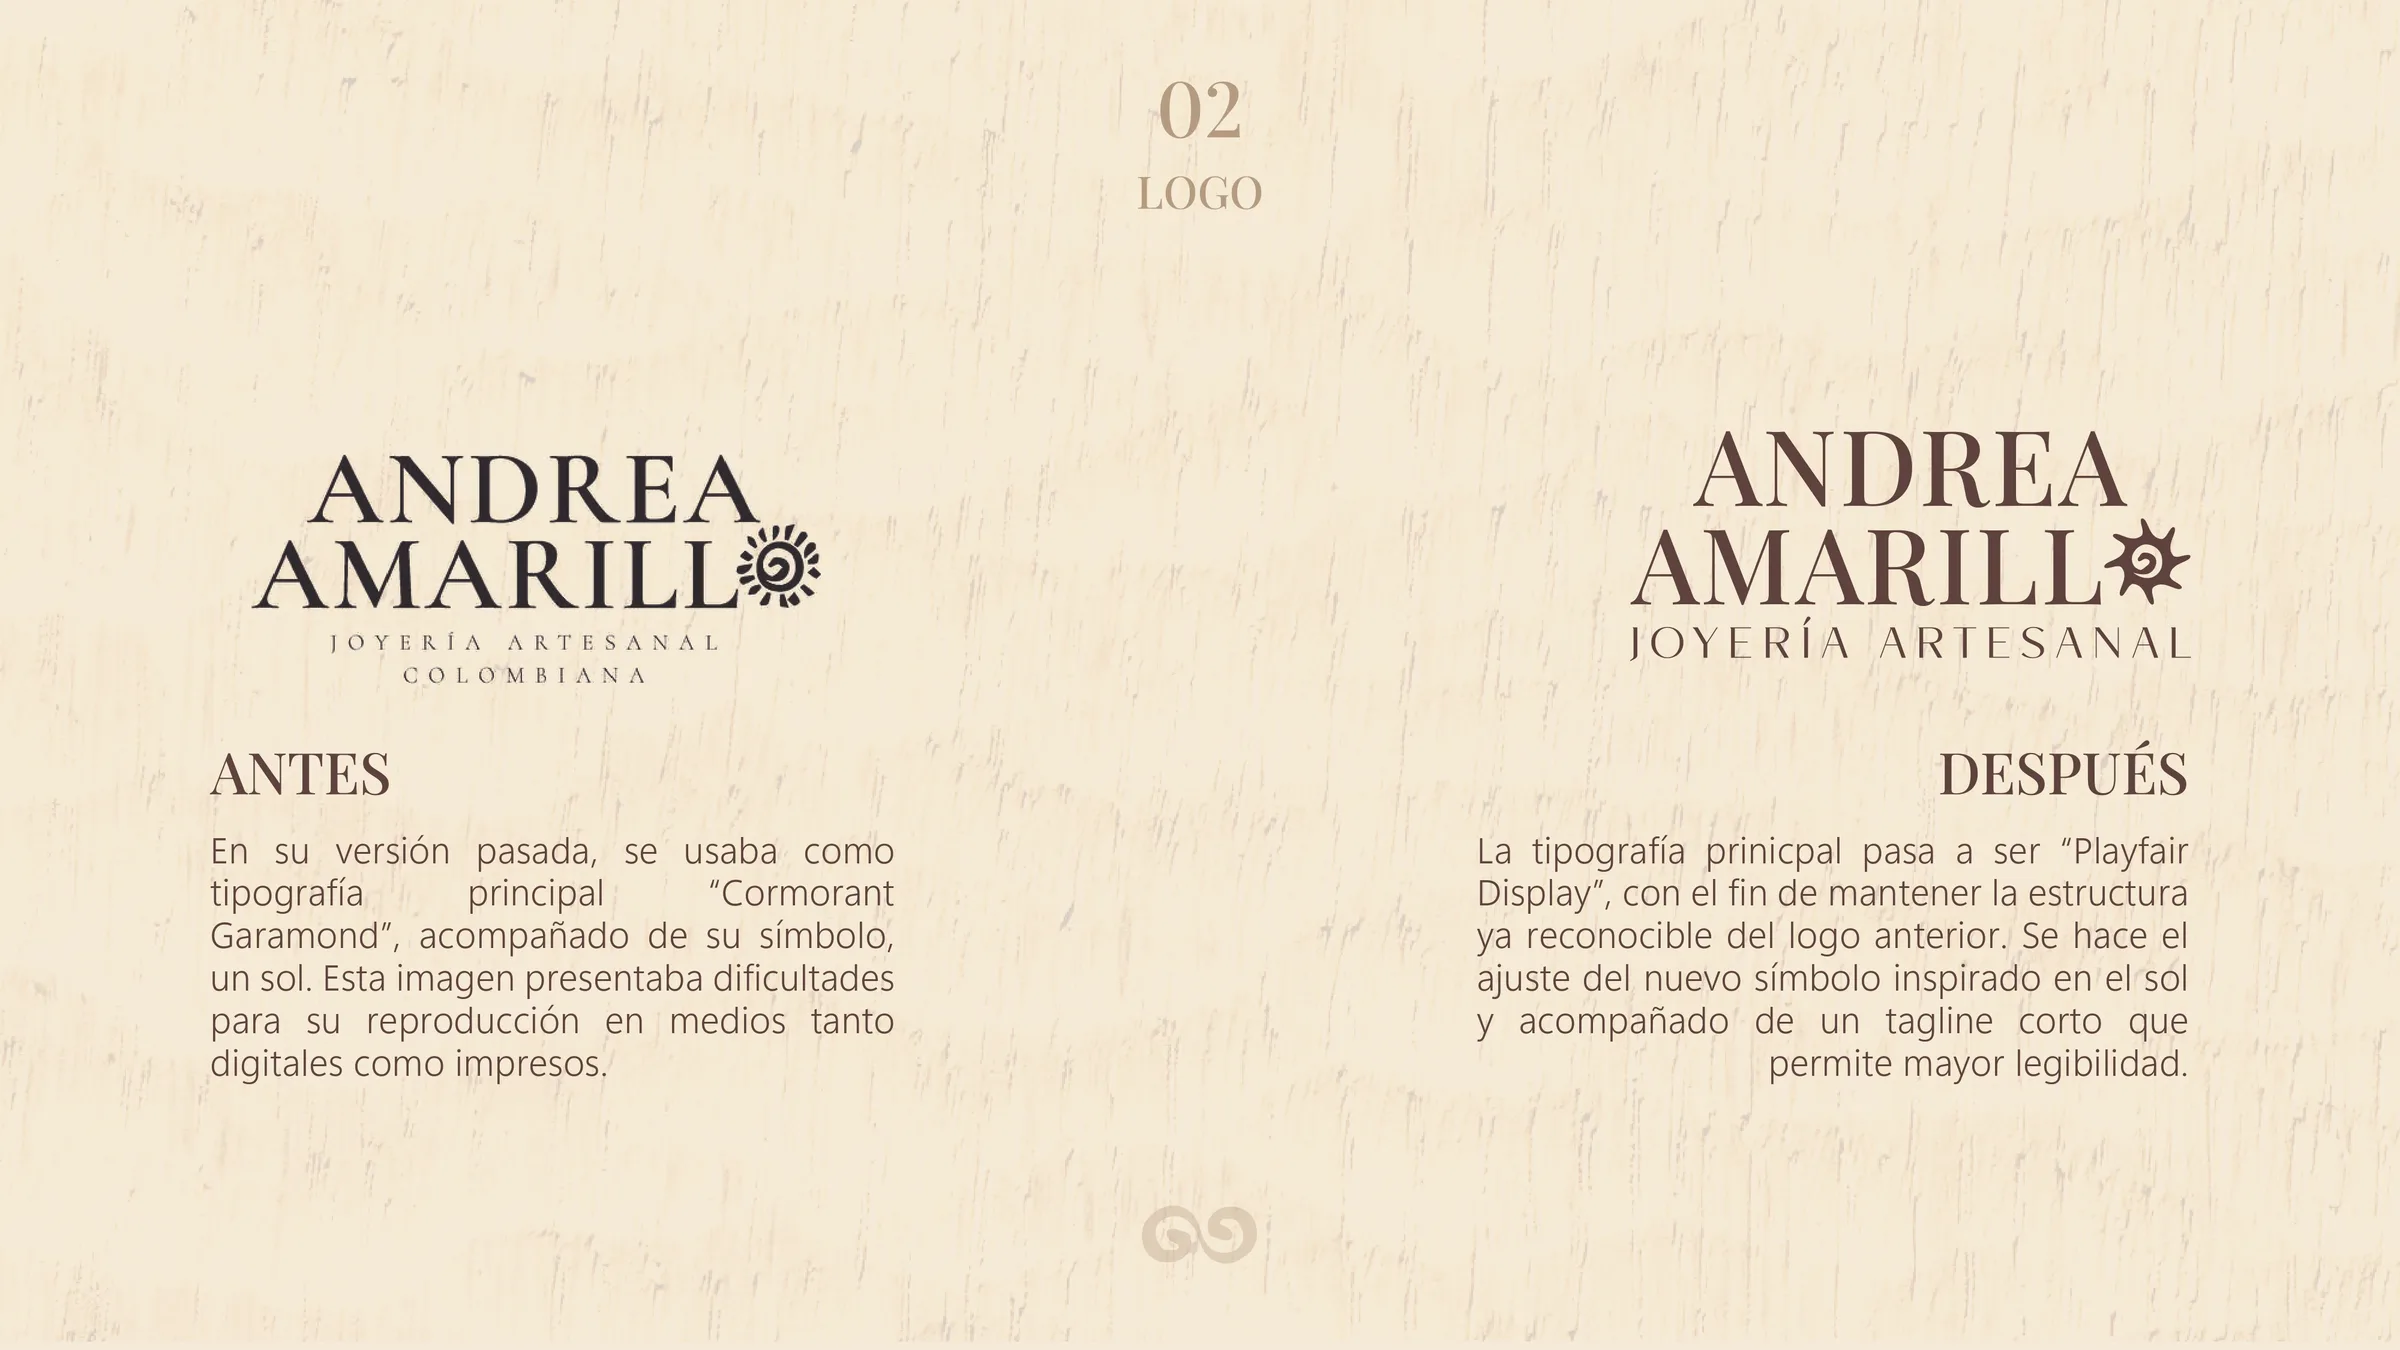 02
LOGO
ANDREA
AMARILLO
JOYERÍA ARTESANAL
COLOMBIANA
ANTES
En su versión pasada, se usaba como
tipografía principal “Cormorant
Garamond”, acompañado de su símbolo,
un sol. Esta imagen presentaba dificultades
para su reproducción en medios tanto
digitales como impresos.
ANDREA
AMARILLO
JOYERÍA ARTESANAL
DESPUÉS
La tipografía prinicpal pasa a ser “Playfair
Display”, con el fin de mantener la estructura
ya reconocible del logo anterior. Se hace el
ajuste del nuevo símbolo inspirado en el sol
y acompañado de un tagline corto que
permite mayor legibilidad.